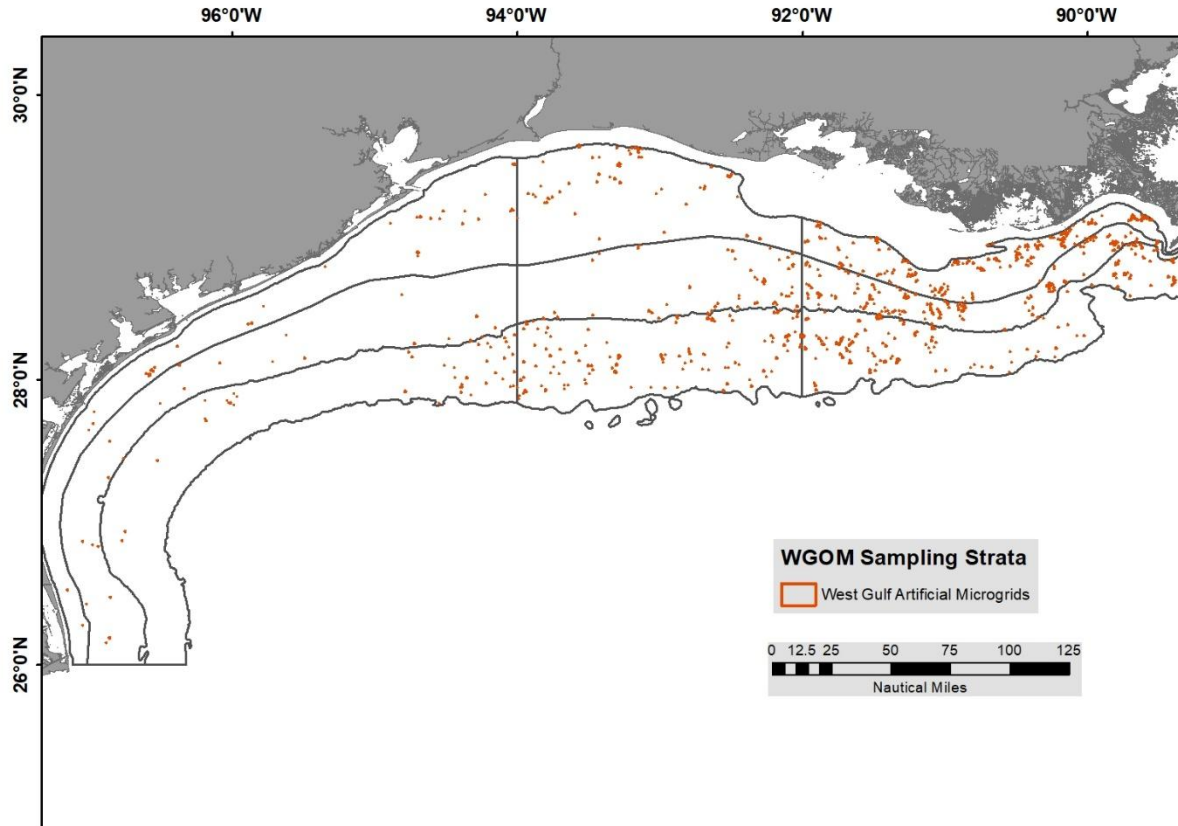 96°0'W 94°0'W 92°0'W 90°0'W
30°0'N
28°0'N
26°0'N
WGOM Sampling Strata
West Gulf Artificial Microgrids
0 12.5 25 50 75 100 125
Nautical Miles